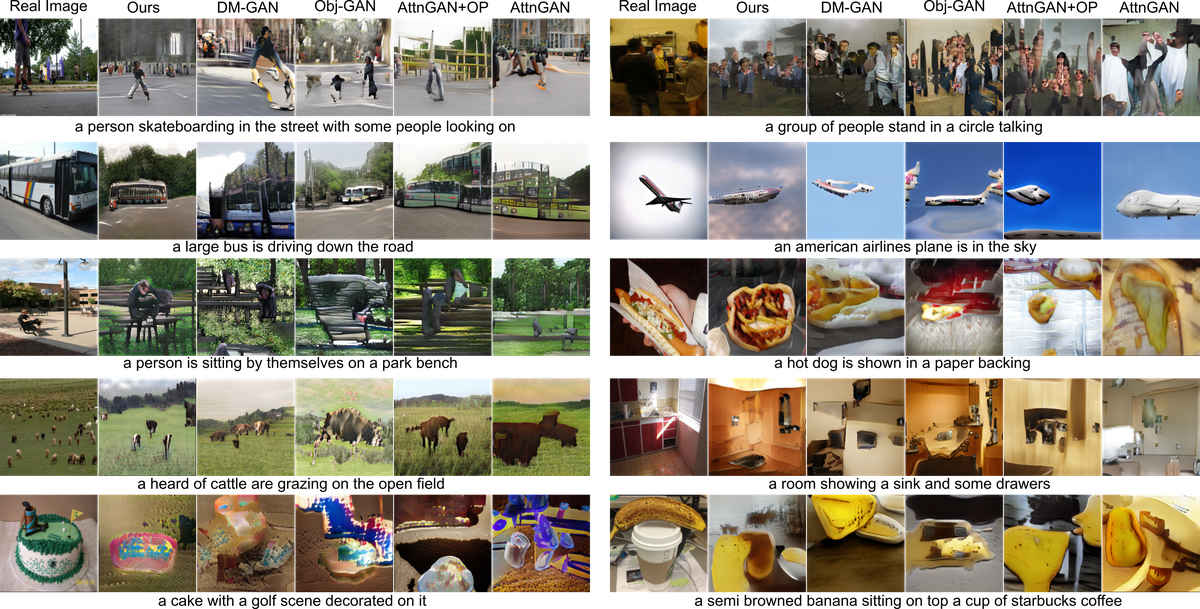 Real Image Ours DM-GAN Obj-GAN AttnGAN+OP AttnGAN
Real Image Ours DM-GAN Obj-GAN AttnGAN+OP AttnGAN
a person skateboarding in the street with some people looking on
a group of people stand in a circle talking
a large bus is driving down the road
an american airlines plane is in the sky
a person is sitting by themselves on a park bench
a hot dog is shown in a paper backing
a heard of cattle are grazing on the open field
a room showing a sink and some drawers
a cake with a golf scene decorated on it
a semi browned banana sitting on top a cup of starbucks coffee